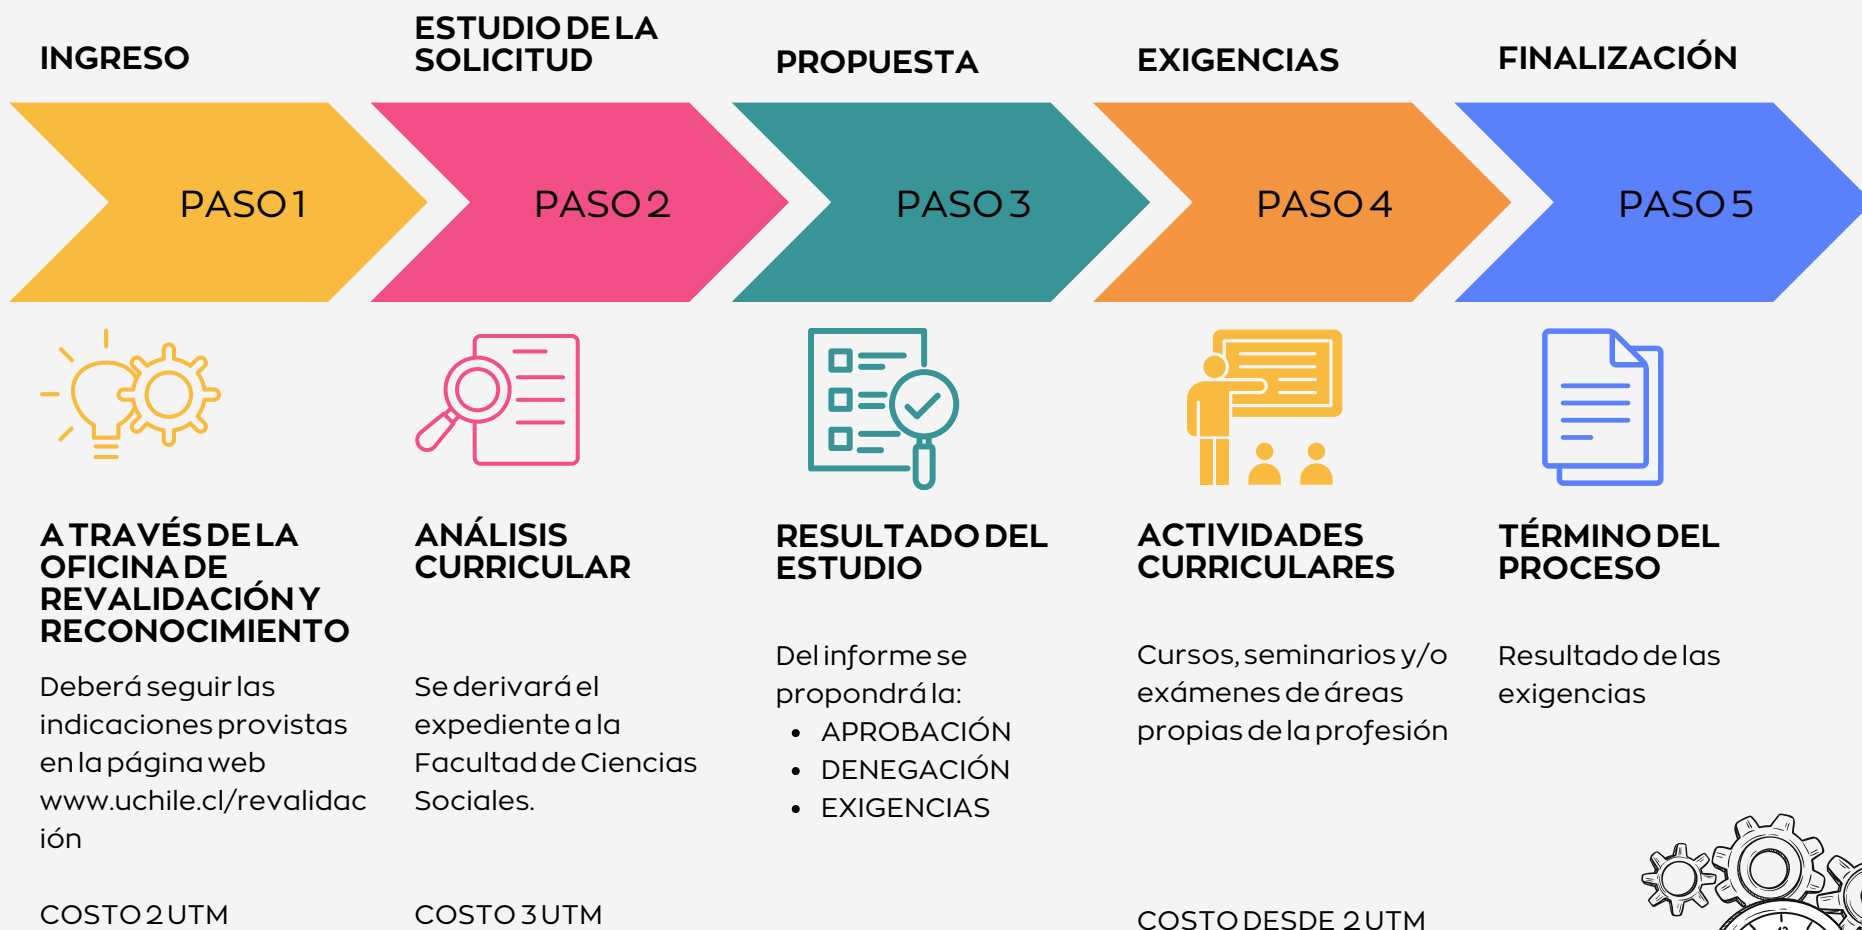 INGRESO
ESTUDIO DE LA
SOLICITUD
PROPUESTA
EXIGENCIAS
FINALIZACIÓN
PASO 1
PASO 2
PASO 3
PASO 4
PASO 5
A TRAVÉS DE LA
OFICINA DE
REVALIDACIÓN Y
RECONOCIMIENTO
Deberá seguir las
indicaciones provistas
en la página web
www.uchile.cl/revalidac
ión
COSTO 2 UTM
ANÁLISIS
CURRICULAR
Se derivará el
expediente a la
Facultad de Ciencias
Sociales.
COSTO 3 UTM
RESULTADO DEL
ESTUDIO
Del informe se
propondrá la:
• APROBACIÓN
• DENEGACIÓN
• EXIGENCIAS
ACTIVIDADES
CURRICULARES
Cursos, seminarios y/o
exámenes de áreas
propias de la profesión
COSTO DESDE 2 UTM
TÉRMINO DEL
PROCESO
Resultado de las
exigencias